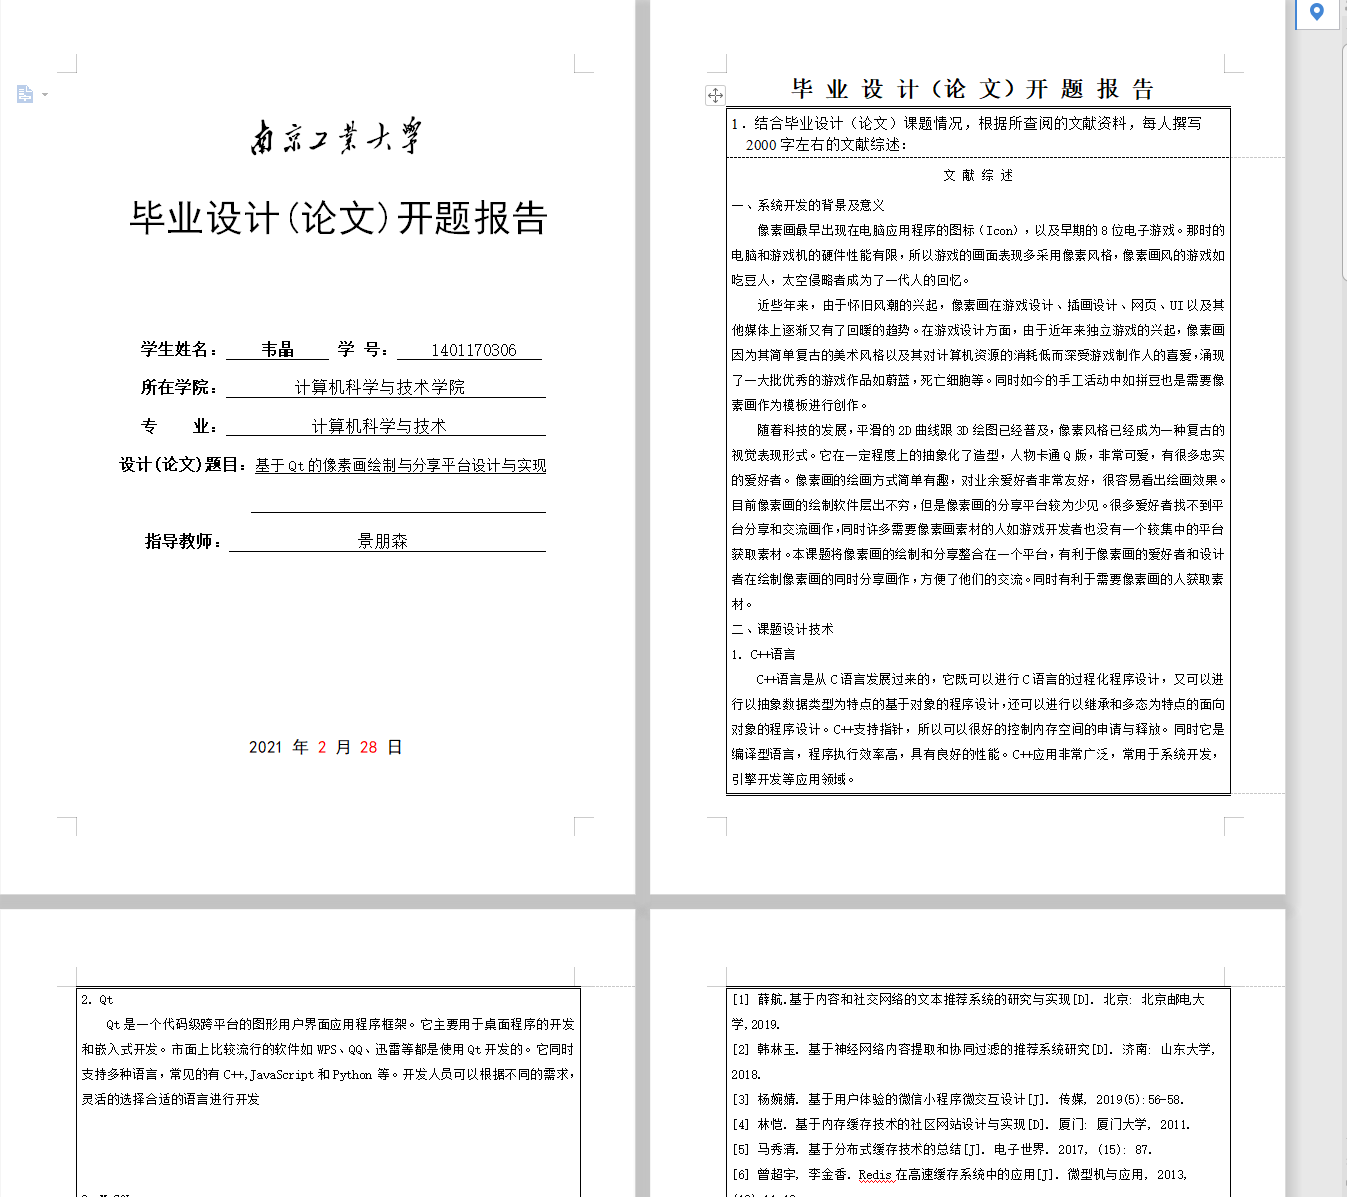 南京工业大学
毕业设计(论文)开题报告
学生姓名： 韦晶 学 号： 1401170306
所在学院： 计算机科学与技术学院
专 业： 计算机科学与技术
设计(论文)题目： 基于 Qt 的像素画绘制与分享平台设计与实现
指导教师： 景朋森
2021 年 2 月 28 日
毕 业 设 计（论 文）开 题 报 告
1．结合毕业设计（论文）课题情况，根据所查阅的文献资料，每人撰写
2000 字左右的文献综述：
文 献 综 述
一、系统开发的背景及意义
像素画最早出现在电脑应用程序的图标（Icon），以及早期的 8 位电子游戏。那时的
电脑和游戏机的硬件性能有限，所以游戏的画面表现多采用像素风格，像素画风的游戏如
吃豆人，太空侵略者成为了一代人的回忆。
近些年来，由于怀旧风潮的兴起，像素画在游戏设计、插画设计、网页、UI 以及其
他媒体上逐渐又有了回暖的趋势。在游戏设计方面，由于近年来独立游戏的兴起，像素画
因为其简单复古的美术风格以及其对计算机资源的消耗低而深受游戏制作人的喜爱，涌现
了一大批优秀的游戏作品如蔚蓝，死亡细胞等。同时如今的手工活动中如拼豆也是需要像
素画作为模板进行创作。
随着科技的发展，平滑的 2D 曲线跟 3D 绘图已经普及，像素风格已经成为一种复古的
视觉表现形式。它在一定程度上的抽象化了造型，人物卡通 Q 版，非常可爱，有很多忠实
的爱好者。像素画的绘画方式简单有趣，对业余爱好者非常友好，很容易看出绘画效果。
目前像素画的绘制软件层出不穷，但是像素画的分享平台较为少见。很多爱好者找不到平
台分享和交流画作，同时许多需要像素画素材的人如游戏开发者也没有一个较集中的平台
获取素材。本课题将像素画的绘制和分享整合在一个平台，有利于像素画的爱好者和设计
者在绘制像素画的同时分享画作，方便了他们的交流。同时有利于需要像素画的人获取素
材。
二、课题设计技术
1. C++语言
C++语言是从 C 语言发展过来的，它既可以进行 C 语言的过程化程序设计，又可以进
行以抽象数据类型为特点的基于对象的程序设计，还可以进行以继承和多态为特点的面向
对象的程序设计。C++支持指针，所以可以很好的控制内存空间的申请与释放。同时它是
编译型语言，程序执行效率高，具有良好的性能。C++应用非常广泛，常用于系统开发，
引擎开发等应用领域。
2. Qt
Qt 是一个代码级跨平台的图形用户界面应用程序框架。它主要用于桌面程序的开发
和嵌入式开发。市面上比较流行的软件如 WPS、QQ、迅雷等都是使用 Qt 开发的。它同时
支持多种语言，常见的有 C++,JavaScript 和 Python 等。开发人员可以根据不同的需求，
灵活的选择合适的语言进行开发
[1] 薛航.基于内容和社交网络的文本推荐系统的研究与实现[D]. 北京: 北京邮电大
学,2019.
[2] 韩林玉. 基于神经网络内容提取和协同过滤的推荐系统研究[D]. 济南: 山东大学,
2018.
[3] 杨婉婧. 基于用户体验的微信小程序微交互设计[J]. 传媒, 2019(5):56-58.
[4] 林恺. 基于内存缓存技术的社区网站设计与实现[D]. 厦门: 厦门大学, 2011.
[5] 马秀清. 基于分布式缓存技术的总结[J]. 电子世界. 2017, (15): 87.
[6] 曾超宇, 李金香. Redis 在高速缓存系统中的应用[J]. 微型机与应用, 2013,